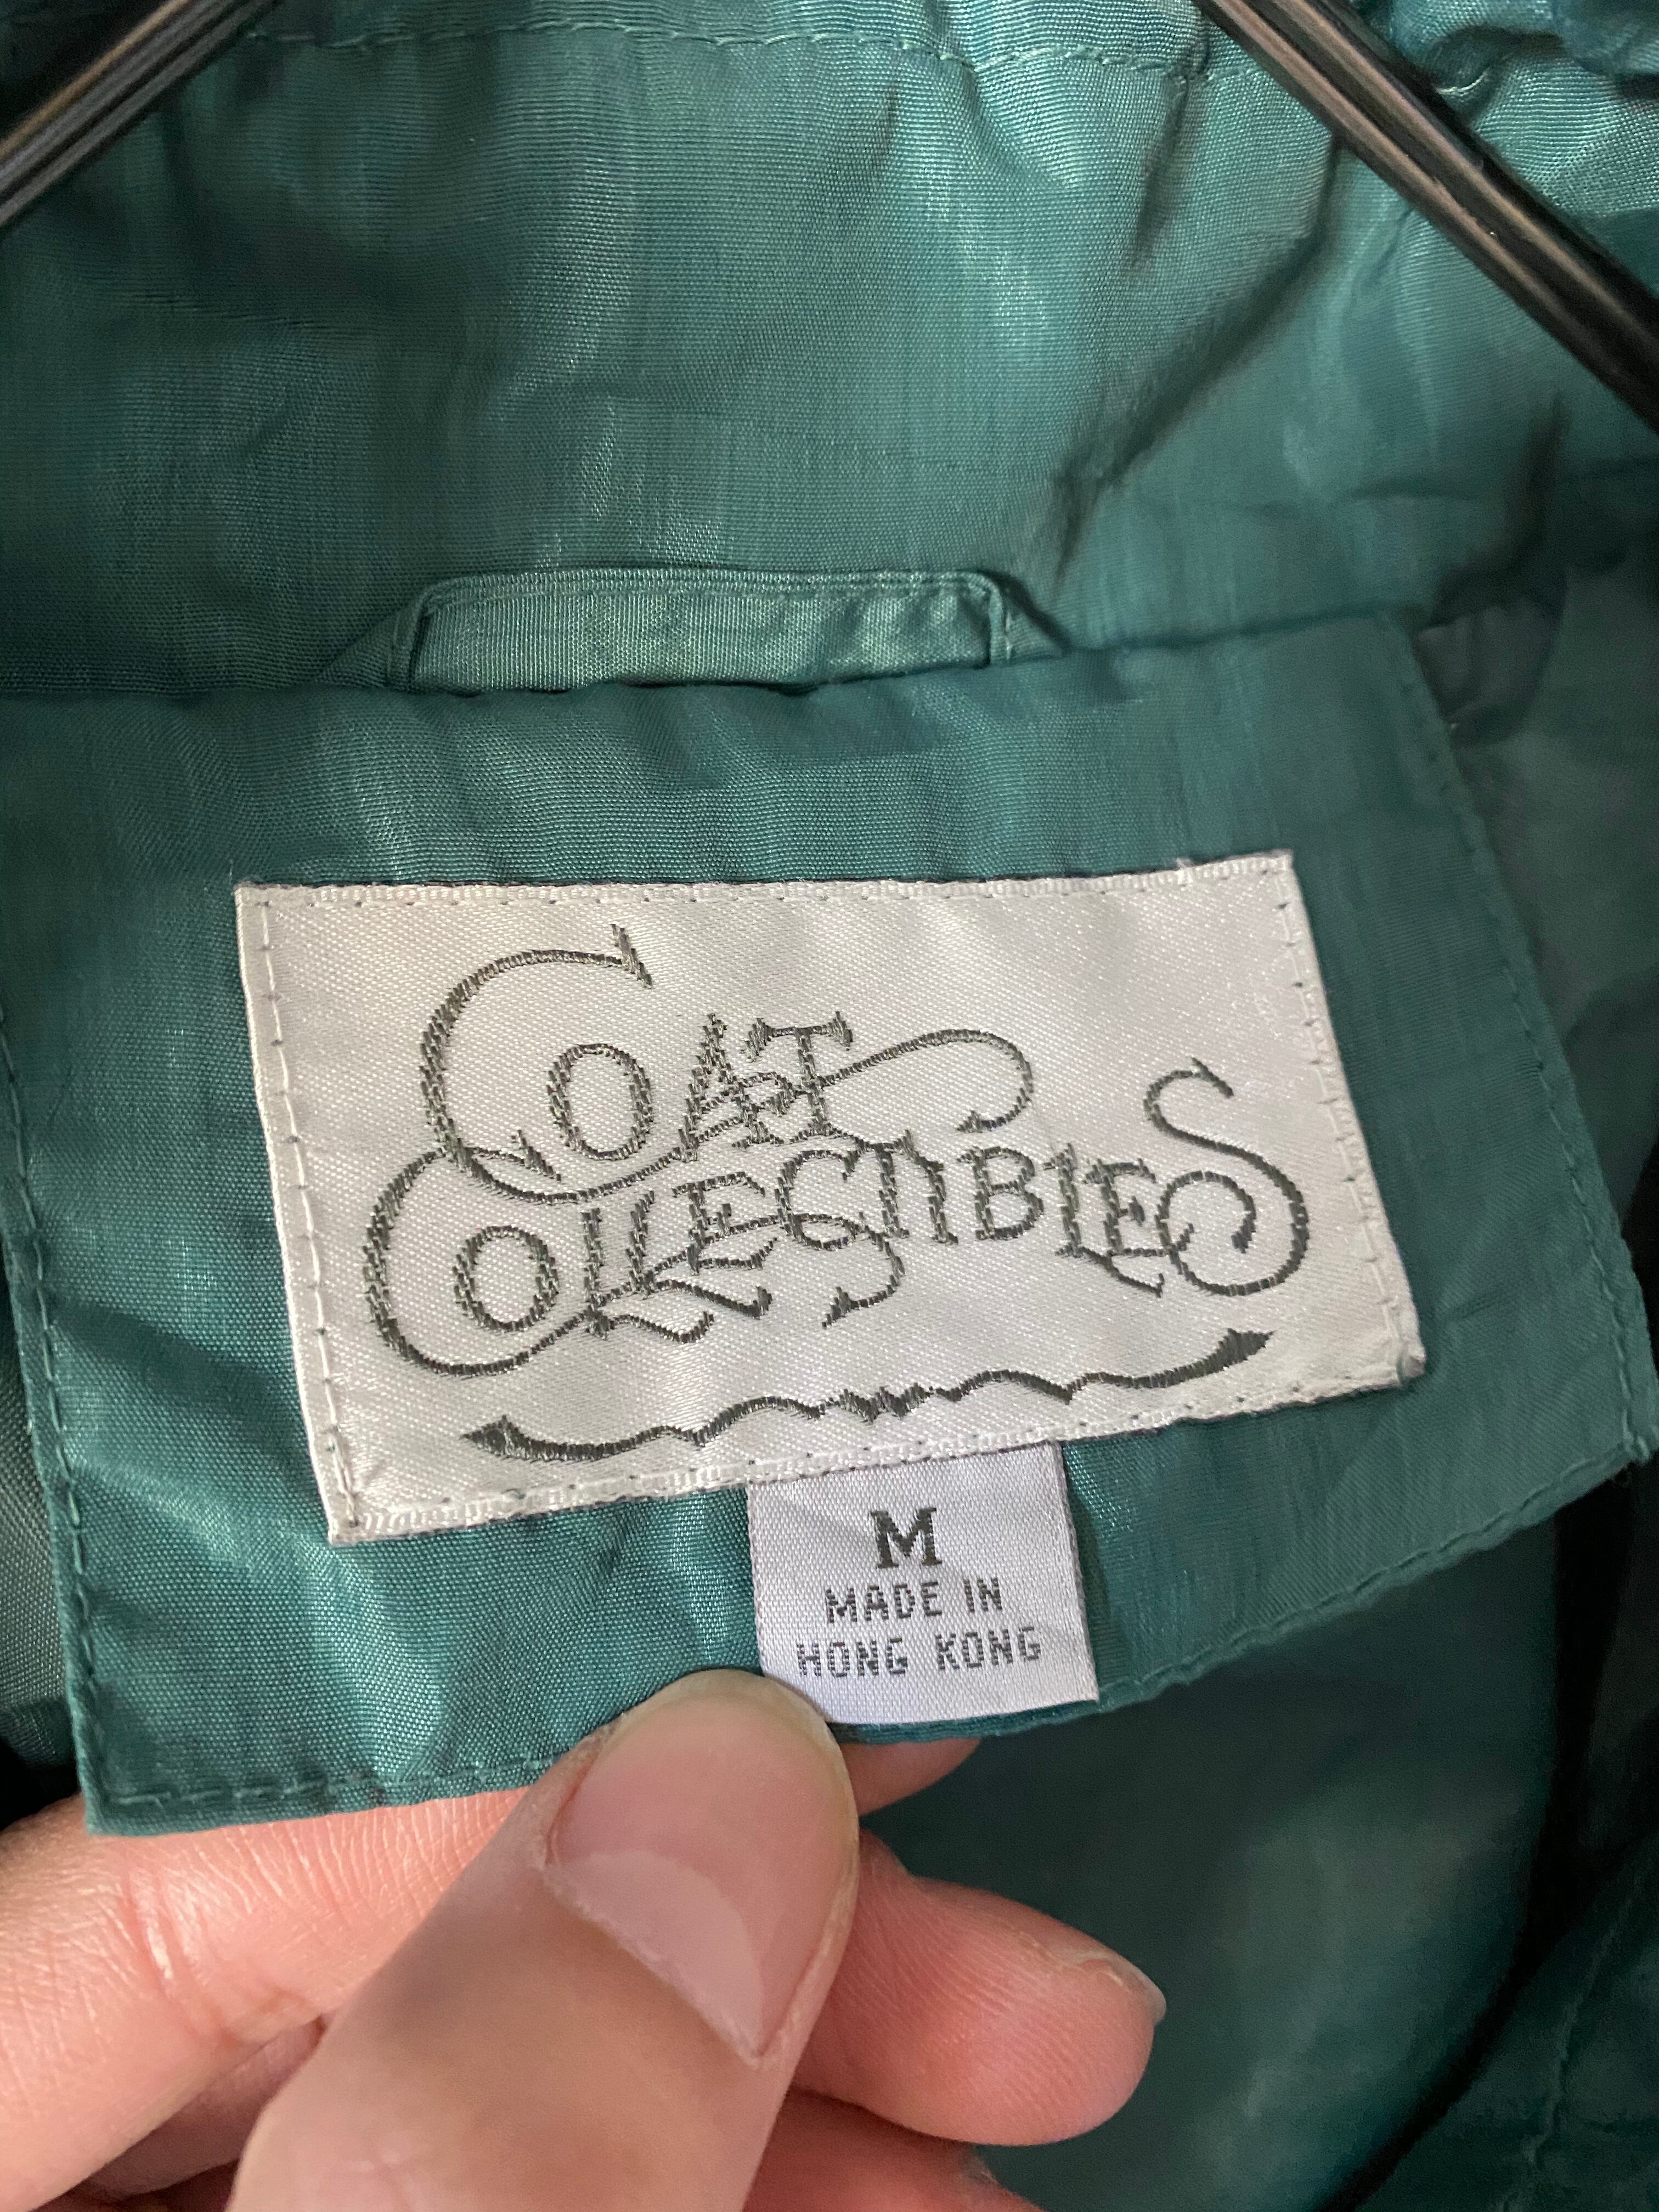 COAT
COLLECTIBLES
M
MADE IN
HONG KONG